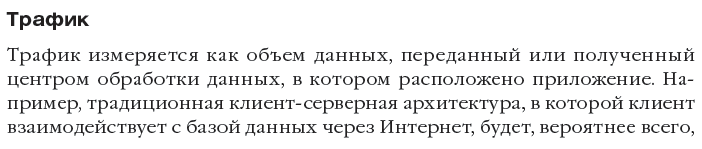 Трафик
Трафик измеряется как объем данных, переданный или полученный
центром обработки данных, в котором расположено приложение. На-
пример, традиционная клиент-серверная архитектура, в которой клиент
взаимодействует с базой данных через Интернет, будет, вероятнее всего,